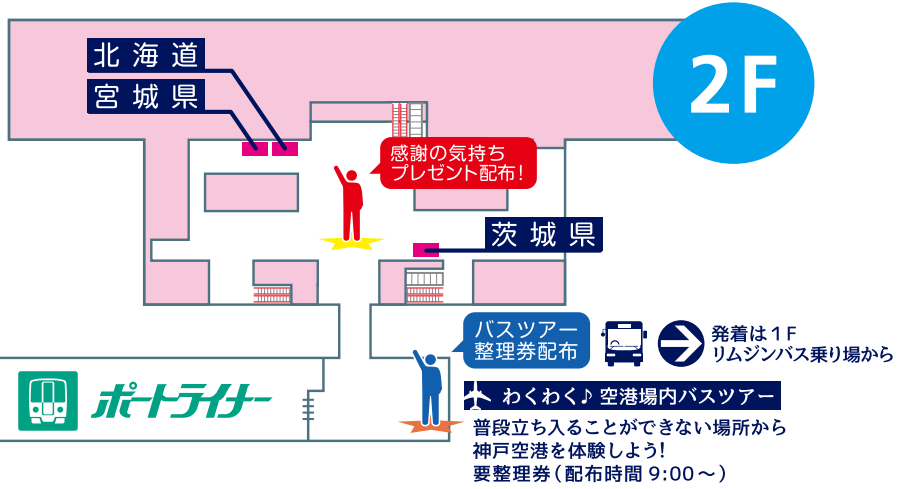 2F
北海道
宮城県
感謝の気持ち
プレゼント配布!
茨城県
バスツアー
整理券配布
発着は1F
リムジンバス乗り場から
ポートライナー
わくわく♪空港場内バスツアー
普段立ち入ることができない場所から
神戸空港を体験しよう!
要整理券(配布時間 9:00〜)